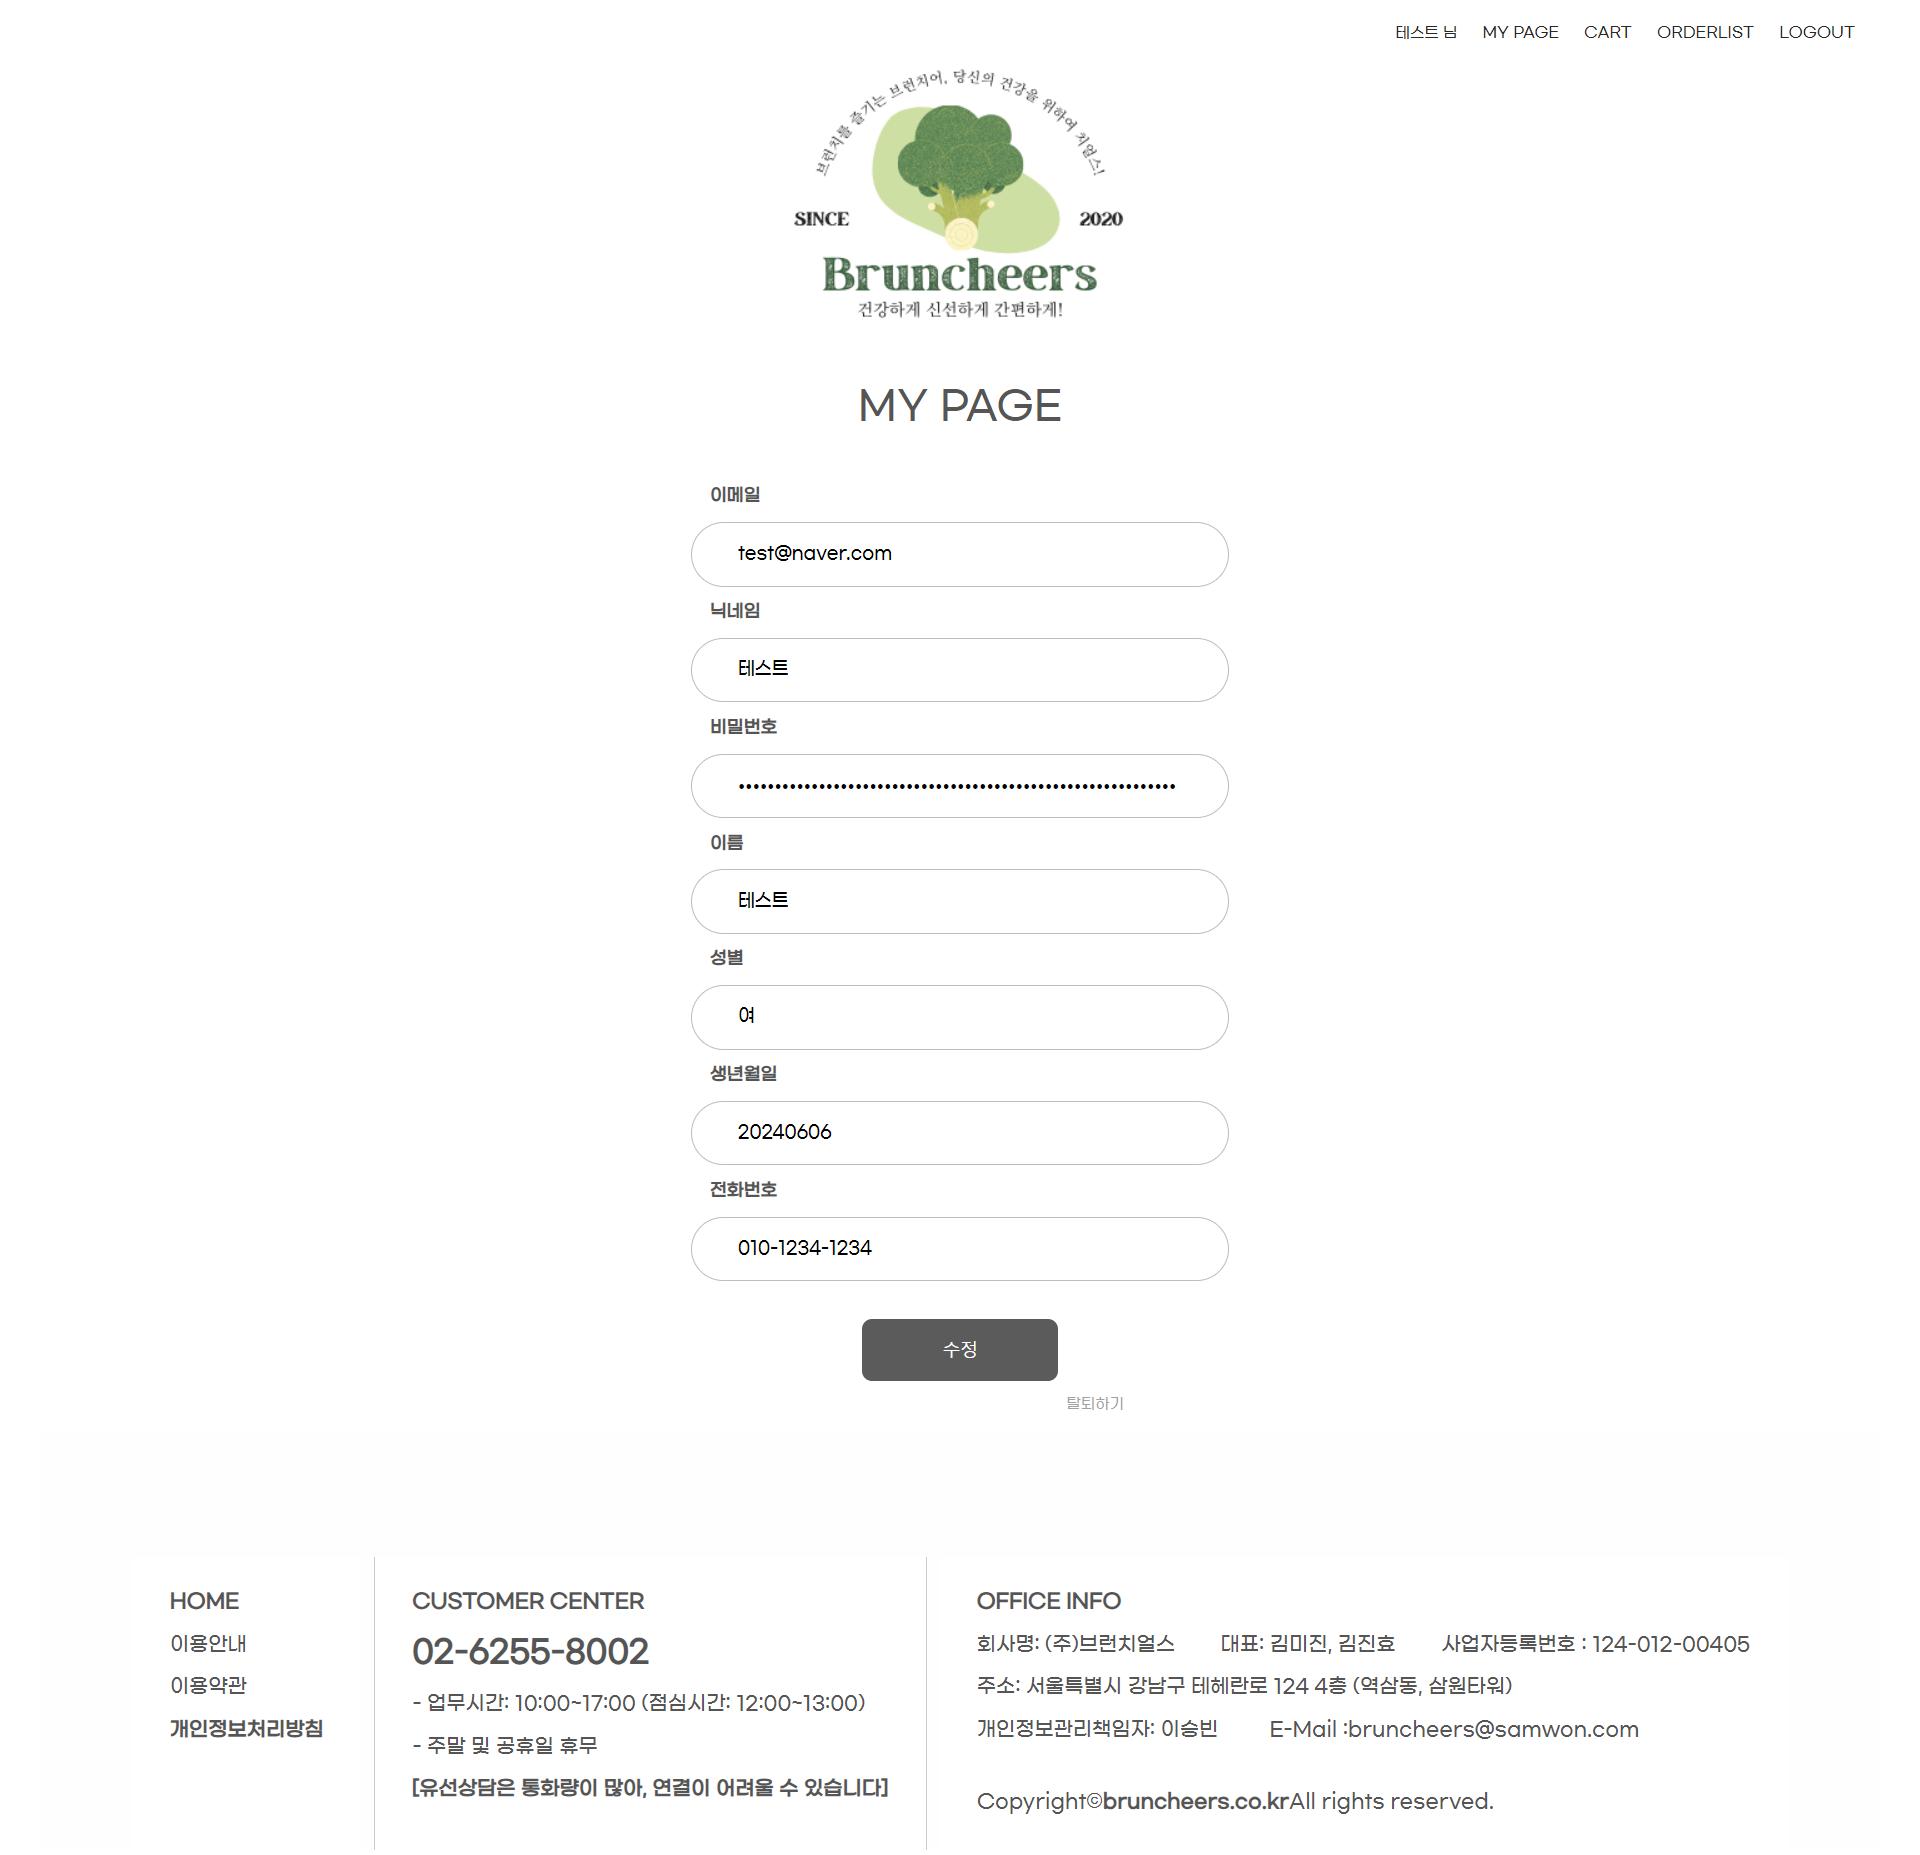 테스트 님 MY PAGE CART ORDERLIST LOGOUT
브런치를 즐기는 브런치어, 당신의 건강을 위하여 치얼스!
SINCE 2020
Bruncheers
건강하게 신선하게 간편하게!
MY PAGE
이메일
test@naver.com
닉네임
테스트
비밀번호
••••••••••••••••••••••••••••••••••••••••••••••••••••••••••••
이름
테스트
성별
여
생년월일
20240606
전화번호
010-1234-1234
수정
탈퇴하기
HOME
이용안내
이용약관
개인정보처리방침
CUSTOMER CENTER
02-6255-8002
- 업무시간: 10:00~17:00 (점심시간: 12:00~13:00)
- 주말 및 공휴일 휴무
[유선상담은 통화량이 많아, 연결이 어려울 수 있습니다]
OFFICE INFO
회사명: (주)브런치얼스 대표: 김미진, 김진효 사업자등록번호 : 124-012-00405
주소: 서울특별시 강남구 테헤란로 124 4층 (역삼동, 삼원타워)
개인정보관리책임자: 이승빈 E-Mail :bruncheers@samwon.com
Copyright©bruncheers.co.krAll rights reserved.